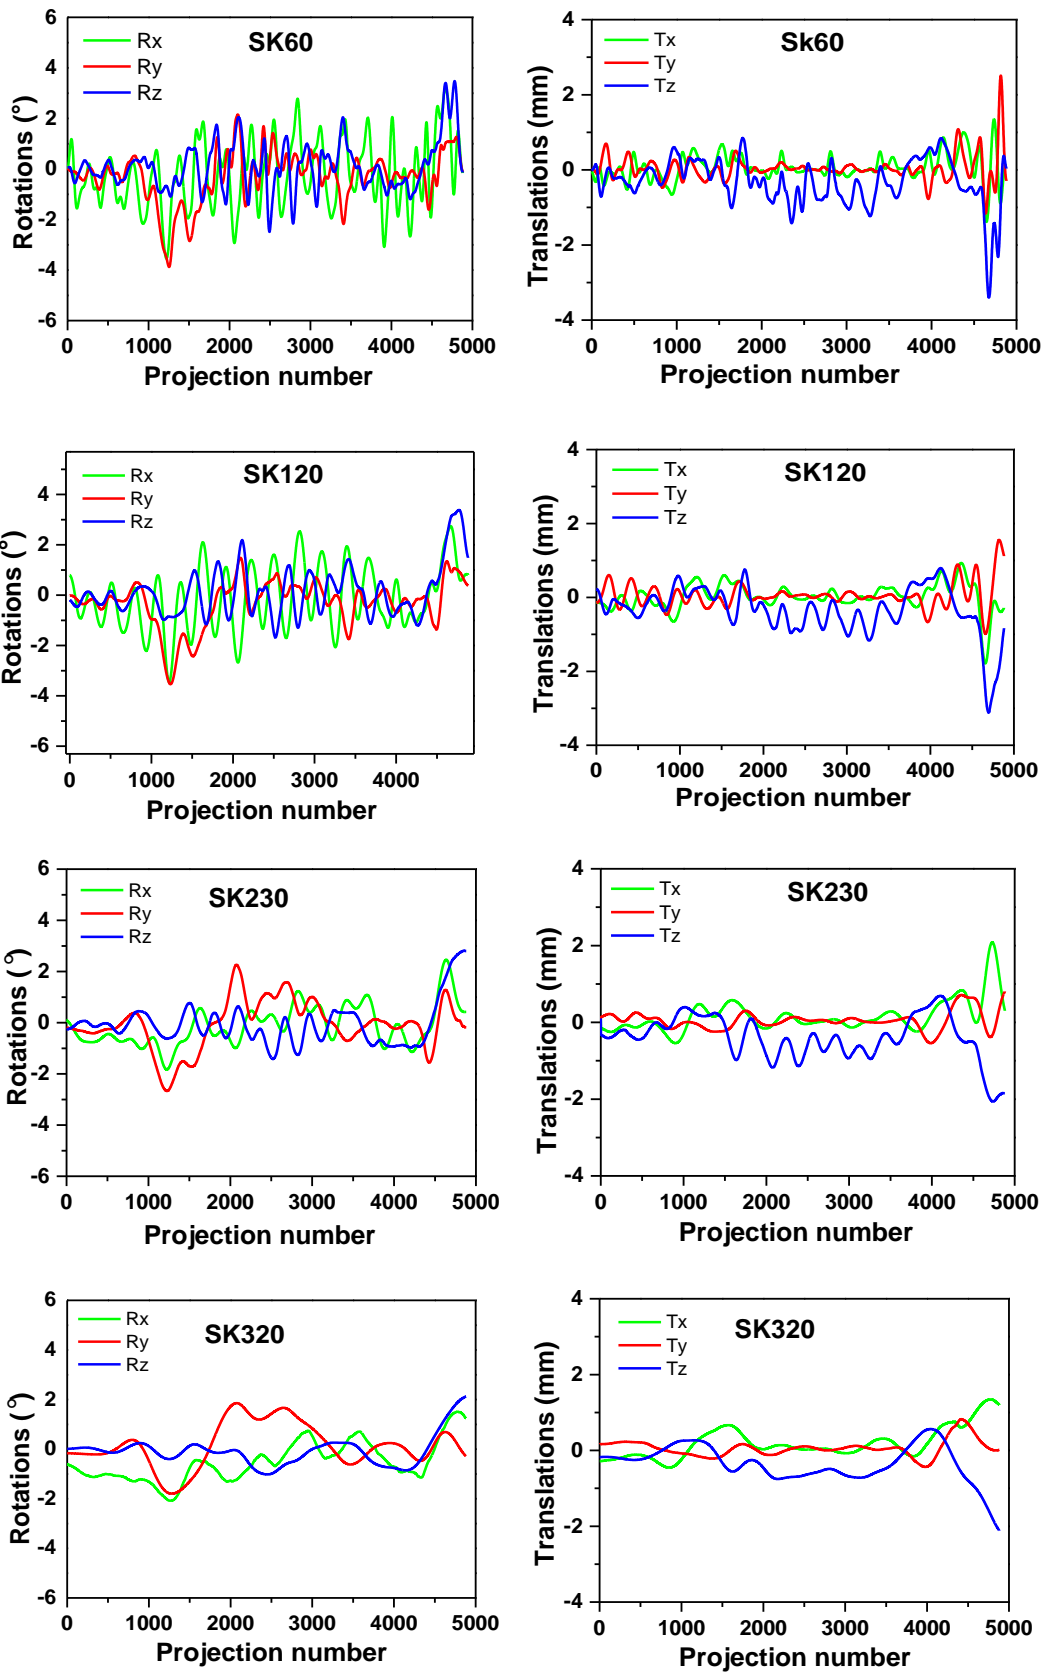 SK60
Rx
Ry
Rz
Rotations (°)
6
4
2
0
-2
-4
-6
0 1000 2000 3000 4000 5000
Projection number
Sk60
Tx
Ty
Tz
Translations (mm)
4
2
0
-2
-4
0 1000 2000 3000 4000 5000
Projection number
SK120
Rx
Ry
Rz
Rotations (°)
4
2
0
-2
-4
-6
0 1000 2000 3000 4000
Projection number
SK120
Tx
Ty
Tz
Translations (mm)
4
2
0
-2
-4
0 1000 2000 3000 4000 5000
Projection number
SK230
Rx
Ry
Rz
Rotations (°)
6
4
2
0
-2
-4
-6
0 1000 2000 3000 4000 5000
Projection number
SK230
Tx
Ty
Tz
Translations (mm)
4
2
0
-2
-4
0 1000 2000 3000 4000 5000
Projection number
SK320
Rx
Ry
Rz
Rotations (°)
6
4
2
0
-2
-4
-6
0 1000 2000 3000 4000 5000
Projection number
SK320
Tx
Ty
Tz
Translations (mm)
4
2
0
-2
-4
0 1000 2000 3000 4000 5000
Projection number